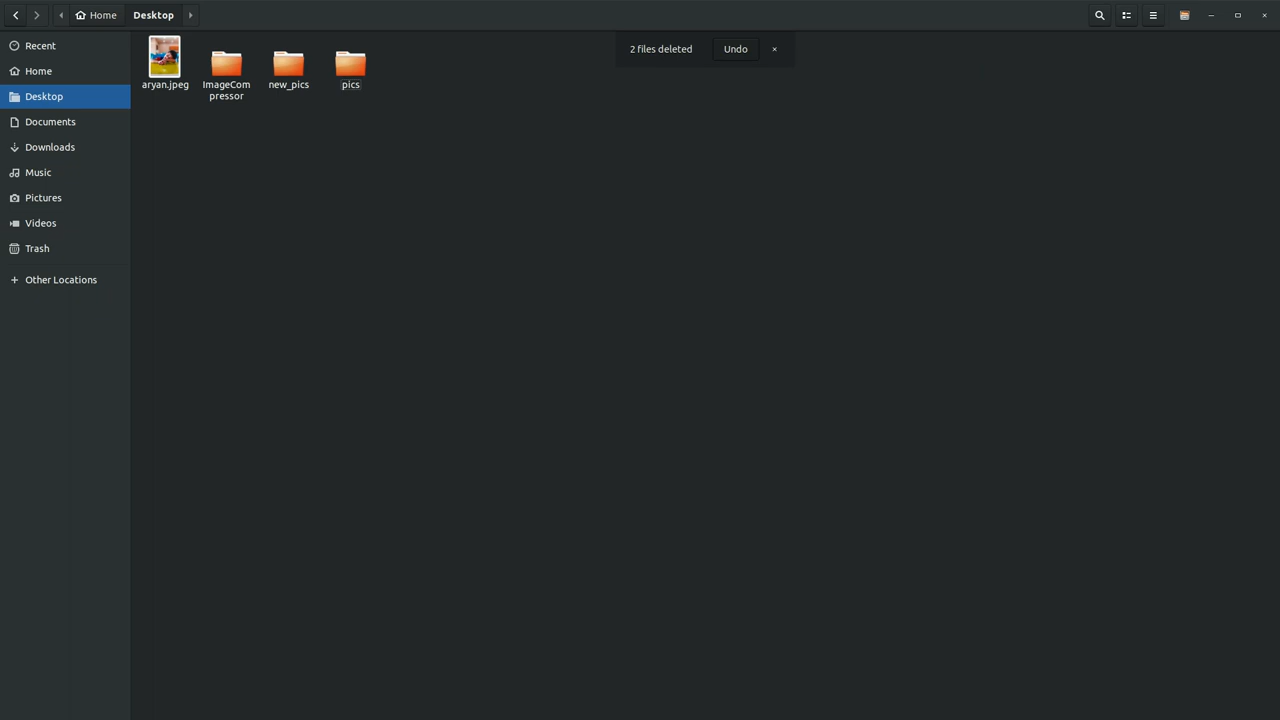 Home
Desktop
Recent
Home
Desktop
Documents
Downloads
Music
Pictures
Videos
Trash
Other Locations
2 files deleted
Undo
aryan.jpeg
ImageCom
pressor
new_pics
pics